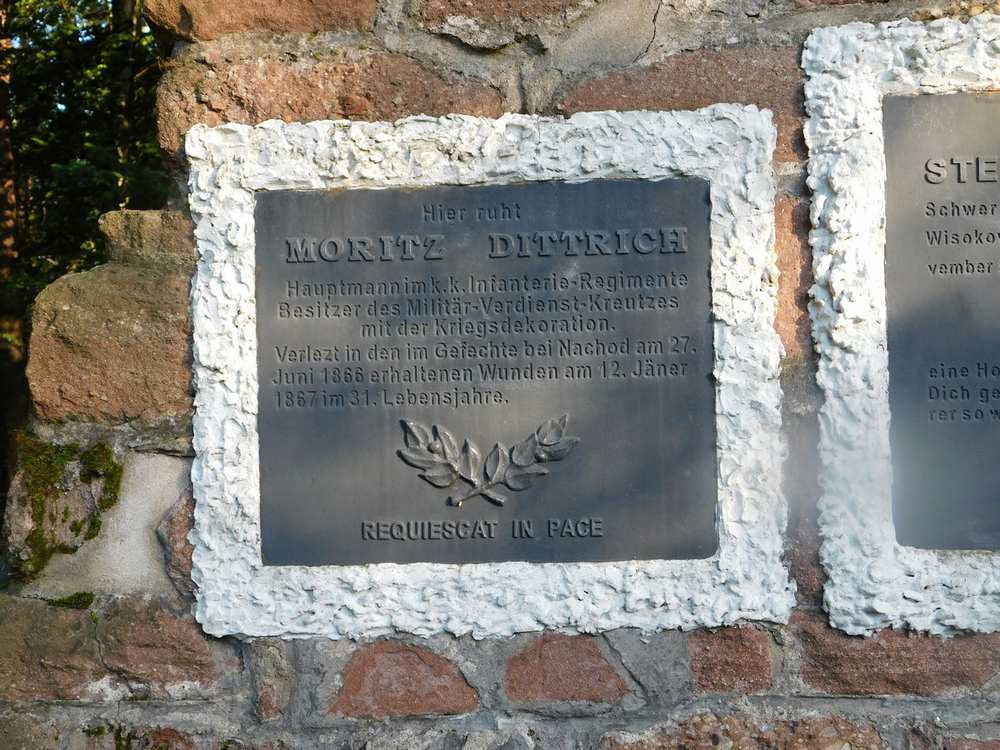 Hier ruht
MORITZ DITTRICH
Hauptmann im k.k. Infanterie-Regimente
Besitzer des Militär-Verdienst-Kreutzes
mit der Kriegsdekoration.
Verlezt in den im Gefechte bei Nachod am 27.
Juni 1866 erhaltenen Wunden am 12. Jäner
1867 im 31. Lebensjahre.
REQUIESCAT IN PACE
STE
Schwer
Wisokov
vember
eine Ho
Dich ge
rer so w